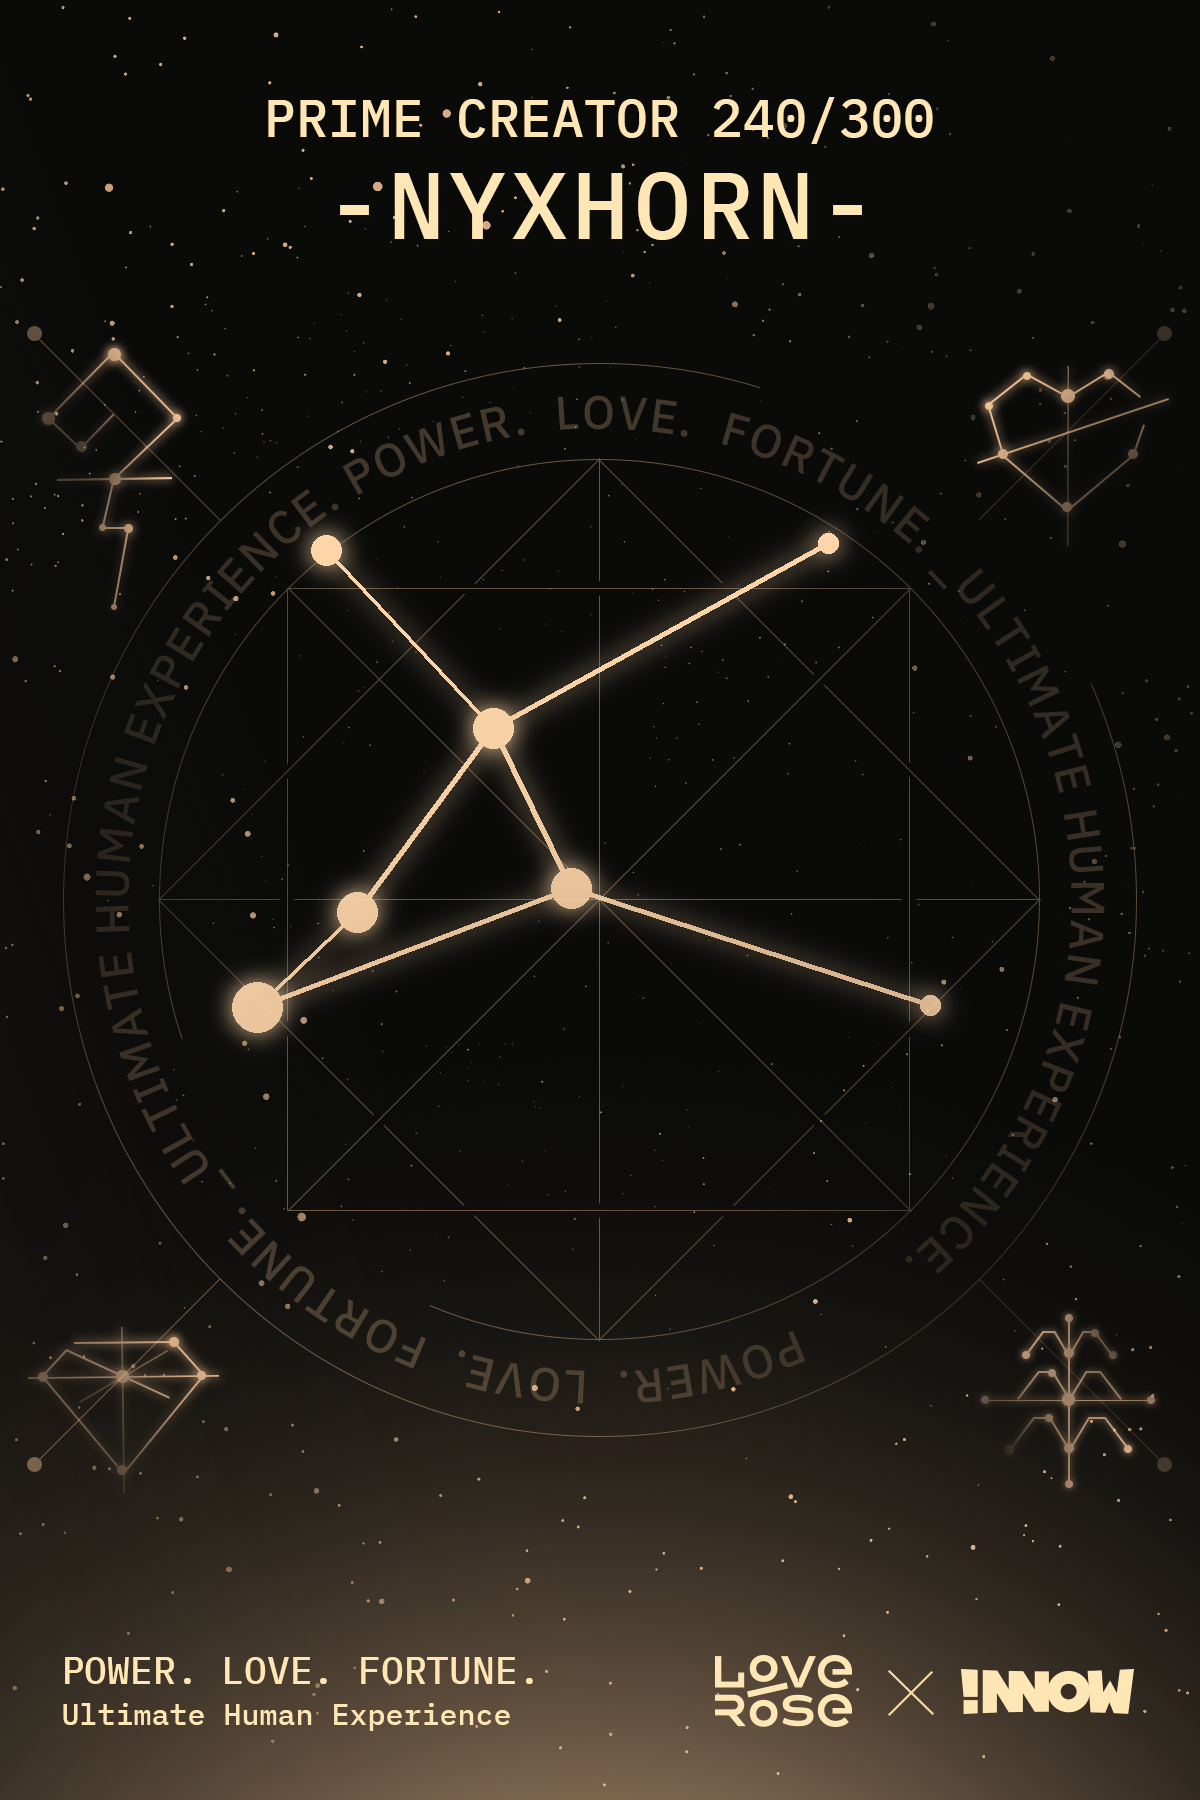 PRIME CREATOR 240/300
-NYXHORN-
POWER. LOVE. FORTUNE. – ULTIMATE HUMAN EXPERIENCE.
POWER. LOVE. FORTUNE. – ULTIMATE HUMAN EXPERIENCE.
POWER. LOVE. FORTUNE.
Ultimate Human Experience
LOVE
ROSE
!NNOW